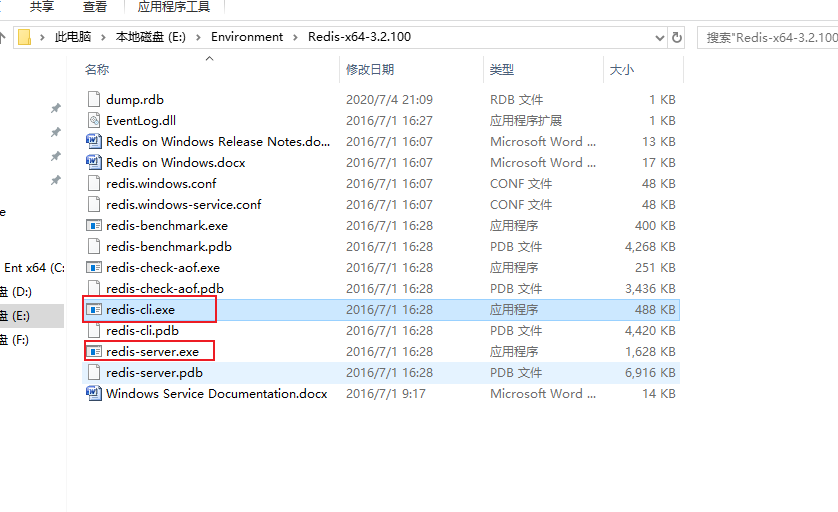 共享 查看 应用程序工具
此电脑 本地磁盘 (E:) Environment Redis-x64-3.2.100 搜索"Redis-x64-3.2.100
名称 修改日期 类型 大小
dump.rdb 2020/7/4 21:09 RDB 文件 1 KB
EventLog.dll 2016/7/1 16:27 应用程序扩展 1 KB
Redis on Windows Release Notes.do... 2016/7/1 16:07 Microsoft Word ... 13 KB
Redis on Windows.docx 2016/7/1 16:07 Microsoft Word ... 17 KB
redis.windows.conf 2016/7/1 16:07 CONF 文件 48 KB
redis.windows-service.conf 2016/7/1 16:07 CONF 文件 48 KB
redis-benchmark.exe 2016/7/1 16:28 应用程序 400 KB
redis-benchmark.pdb 2016/7/1 16:28 PDB 文件 4,268 KB
redis-check-aof.exe 2016/7/1 16:28 应用程序 251 KB
redis-check-aof.pdb 2016/7/1 16:28 PDB 文件 3,436 KB
redis-cli.exe 2016/7/1 16:28 应用程序 488 KB
redis-cli.pdb 2016/7/1 16:28 PDB 文件 4,420 KB
redis-server.exe 2016/7/1 16:28 应用程序 1,628 KB
redis-server.pdb 2016/7/1 16:28 PDB 文件 6,916 KB
Windows Service Documentation.docx 2016/7/1 9:17 Microsoft Word ... 14 KB
e
Ent x64 (C:
盘 (D:)
盘 (E:)
盘 (F:)